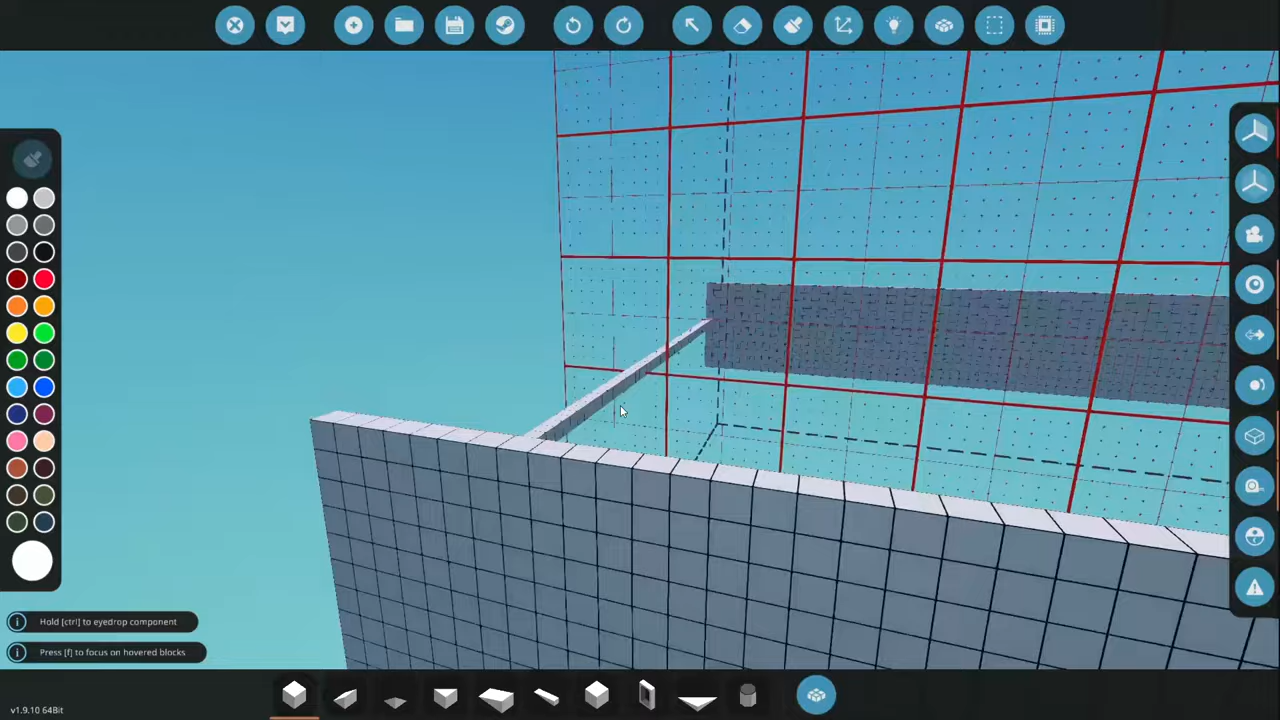 Hold [ctrl] to eyedrop component
Press [f] to focus on hovered blocks
v1.9.10 64Bit